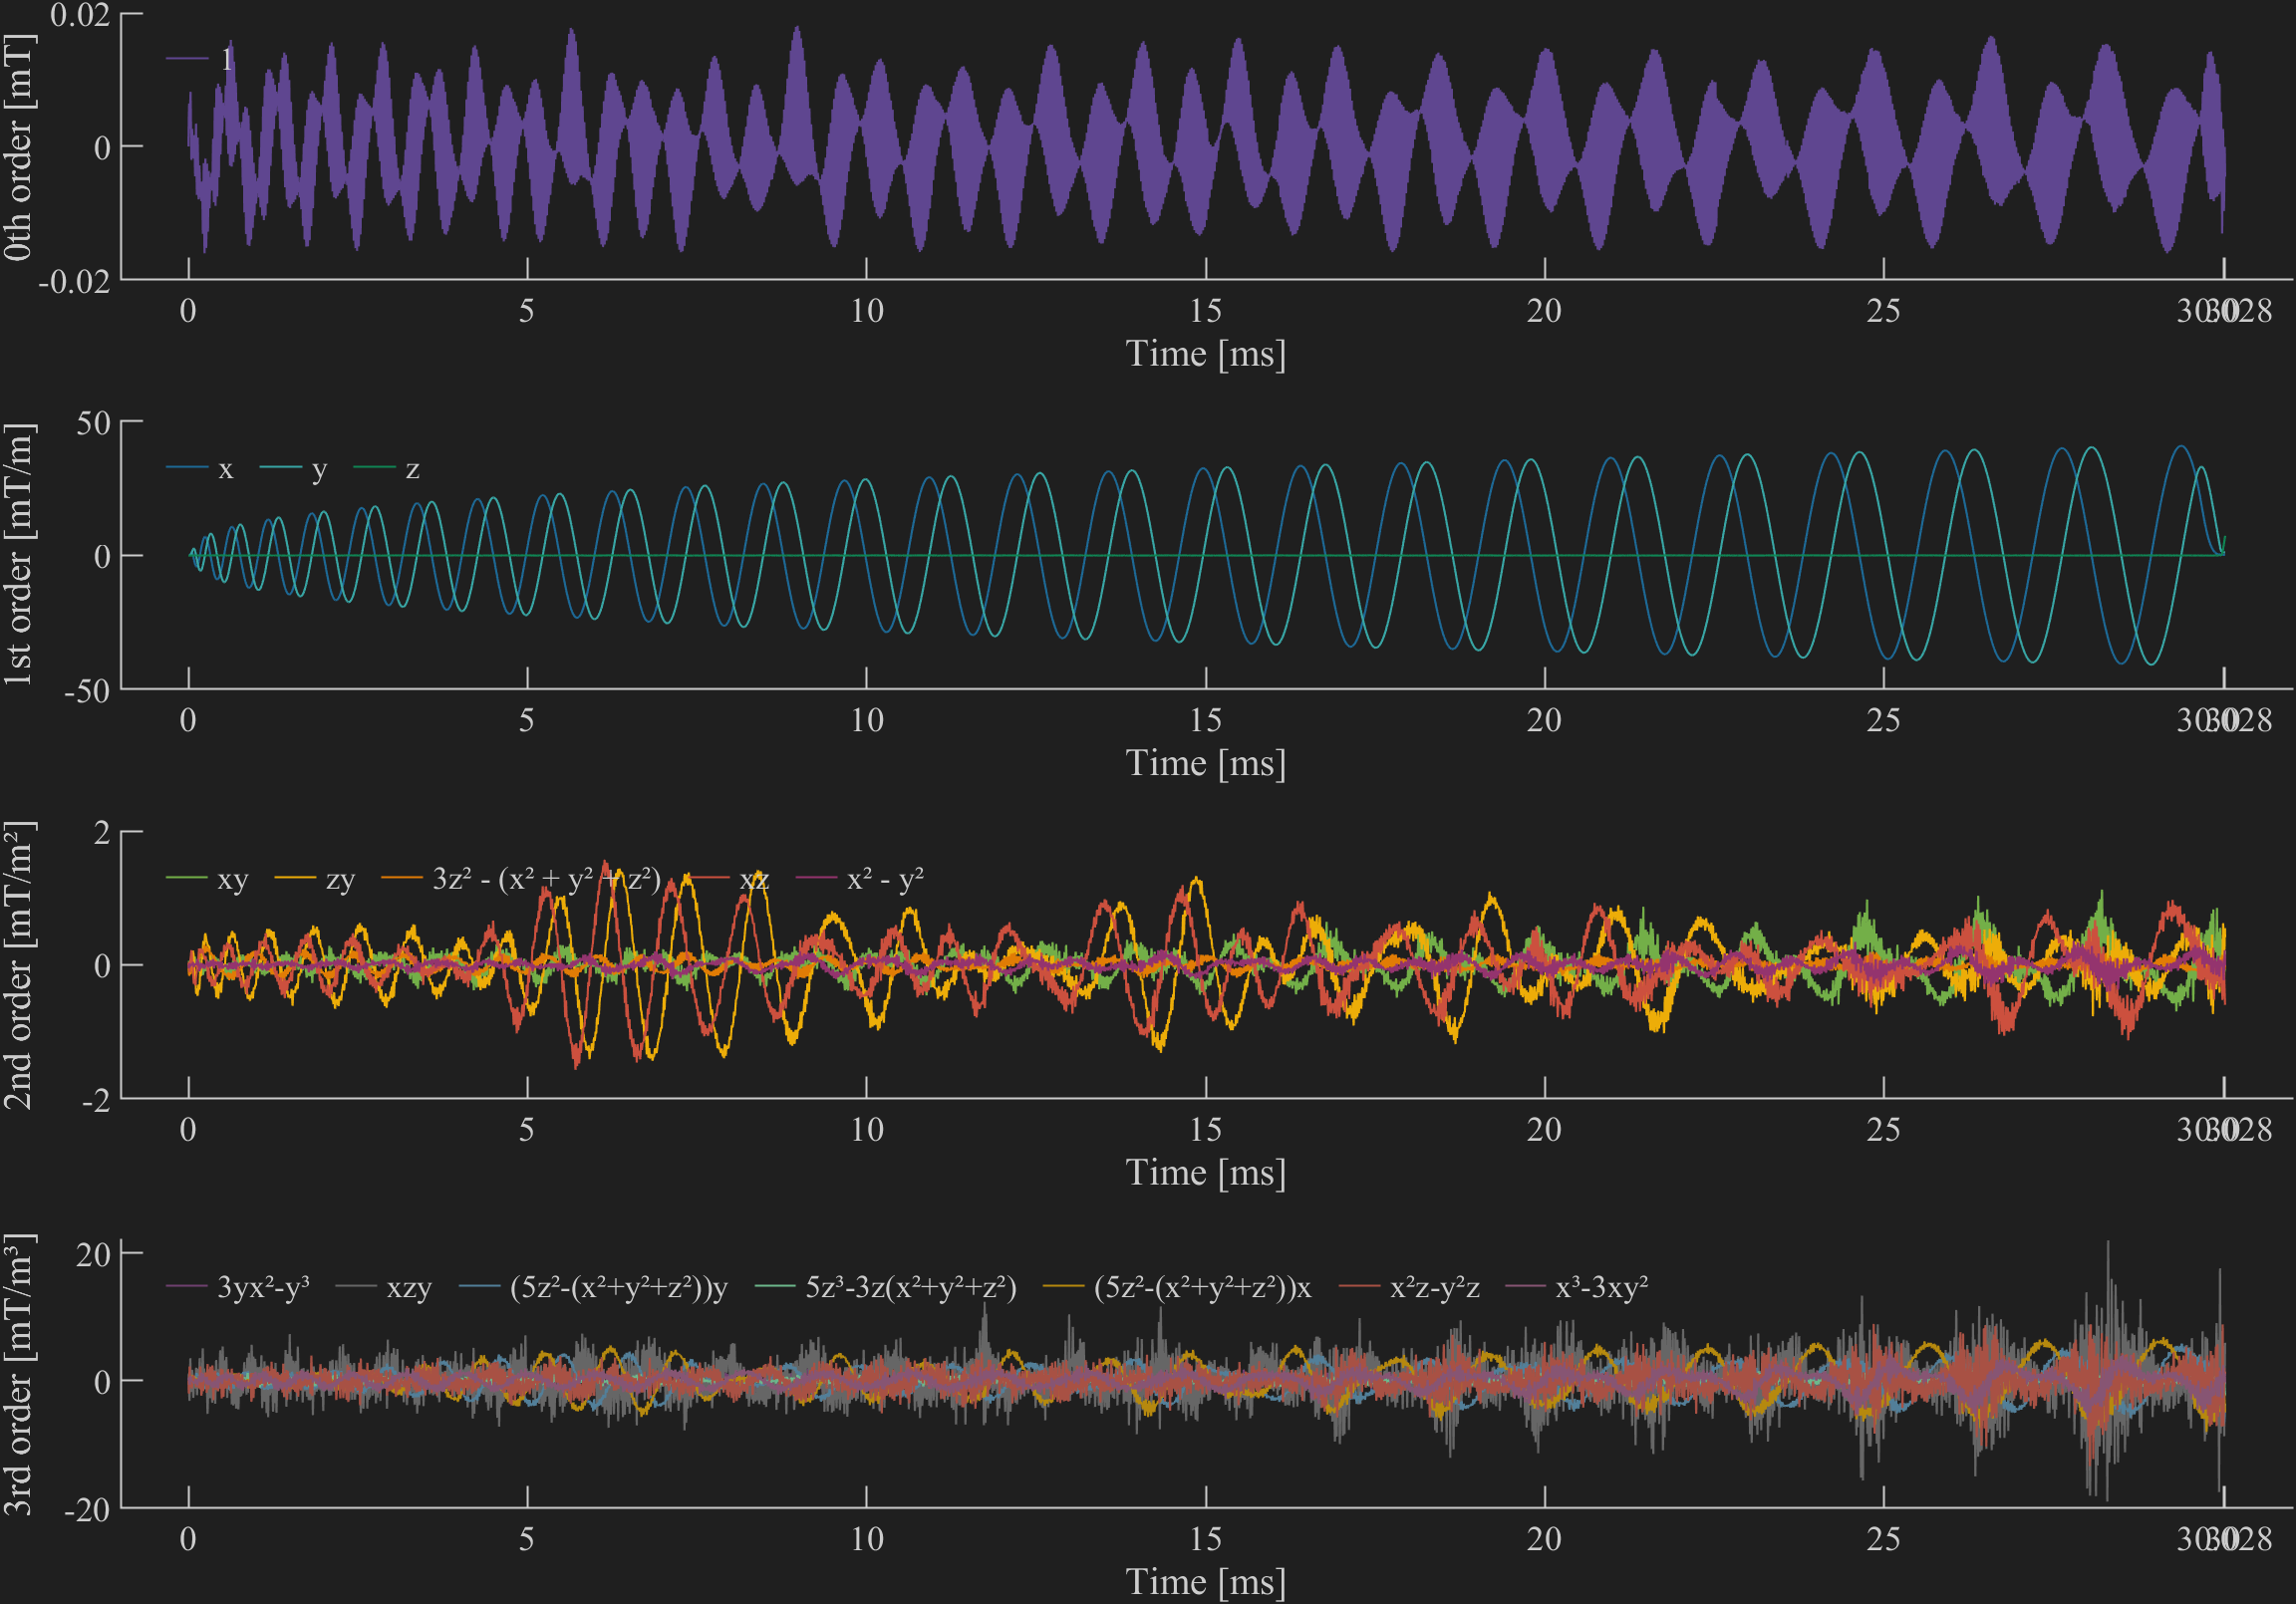 0th order [mT]
0.02
0
-0.02
1
0 5 10 15 20 25 30 30.028
Time [ms]
1st order [mT/m]
50
0
-50
x y z
0 5 10 15 20 25 30 30.028
Time [ms]
2nd order [mT/m²]
2
0
-2
xy zy 3z² - (x² + y² + z²) xz x² - y²
0 5 10 15 20 25 30 30.028
Time [ms]
3rd order [mT/m³]
20
0
-20
3yx²-y³ xzy (5z²-(x²+y²+z²))y 5z³-3z(x²+y²+z²) (5z²-(x²+y²+z²))x x²z-y²z x³-3xy²
0 5 10 15 20 25 30 30.028
Time [ms]